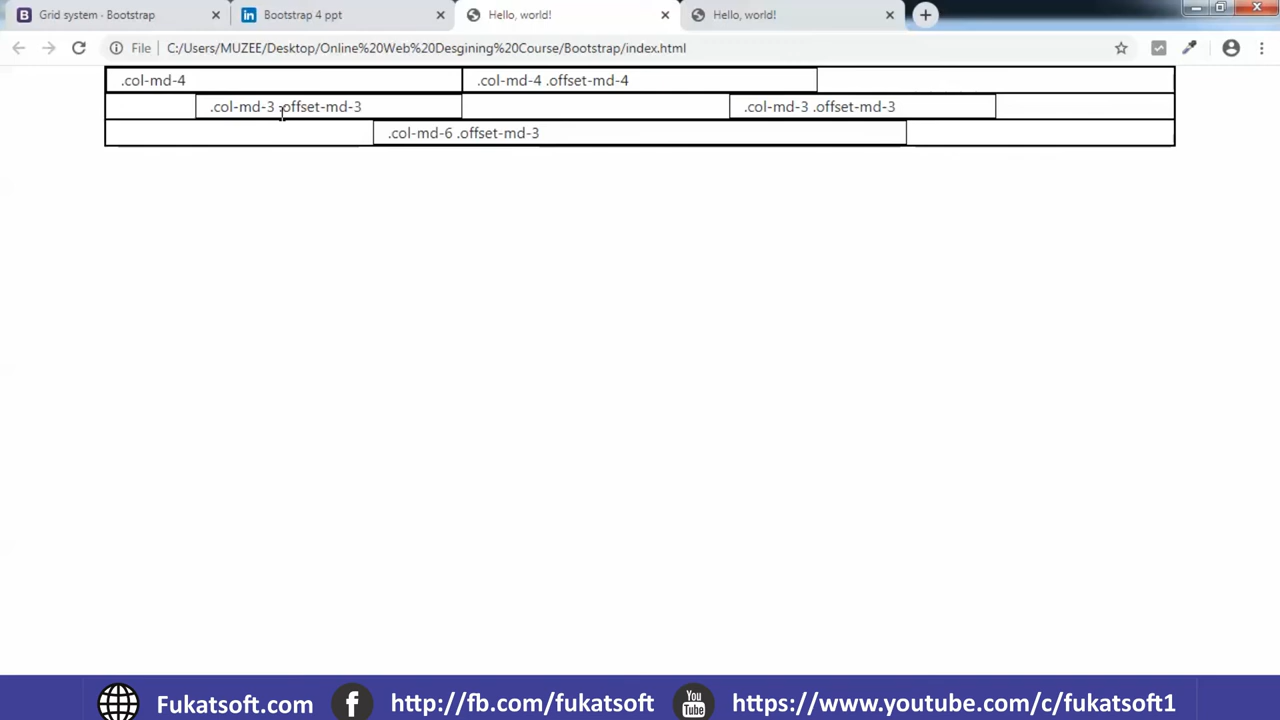 Grid system - Bootstrap
Bootstrap 4 ppt
Hello, world!
Hello, world!
File C:/Users/MUZEE/Desktop/Online%20Web%20Desgining%20Course/Bootstrap/index.html
.col-md-4 .col-md-4 .offset-md-4
.col-md-3 .offset-md-3 .col-md-3 .offset-md-3
.col-md-6 .offset-md-3
Fukatsoft.com http://fb.com/fukatsoft You Tube https://www.youtube.com/c/fukatsoft1